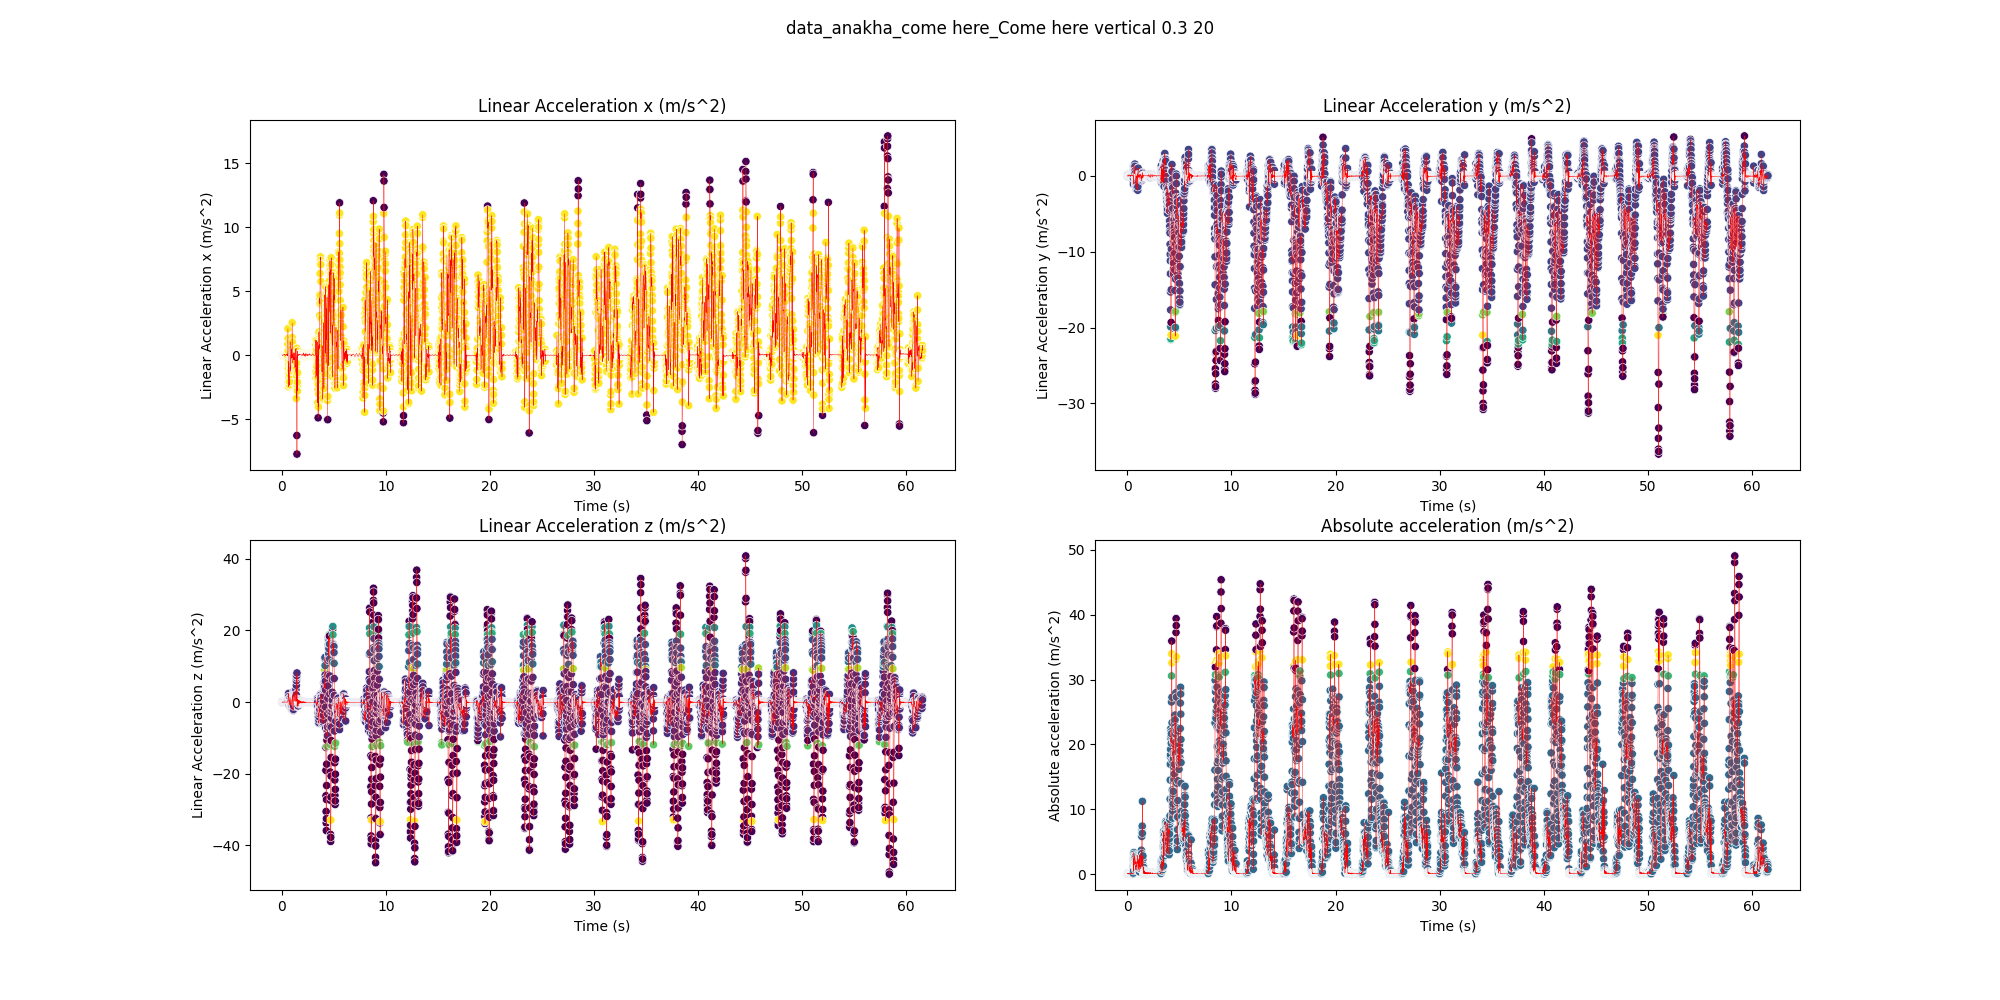 data_anakha_come here_Come here vertical 0.3 20
Linear Acceleration x (m/s^2)
Linear Acceleration x (m/s^2)
15
10
5
0
−5
0 10 20 30 40 50 60
Time (s)
Linear Acceleration y (m/s^2)
Linear Acceleration y (m/s^2)
0
−10
−20
−30
0 10 20 30 40 50 60
Time (s)
Linear Acceleration z (m/s^2)
Linear Acceleration z (m/s^2)
40
20
0
−20
−40
0 10 20 30 40 50 60
Time (s)
Absolute acceleration (m/s^2)
Absolute acceleration (m/s^2)
50
40
30
20
10
0
0 10 20 30 40 50 60
Time (s)